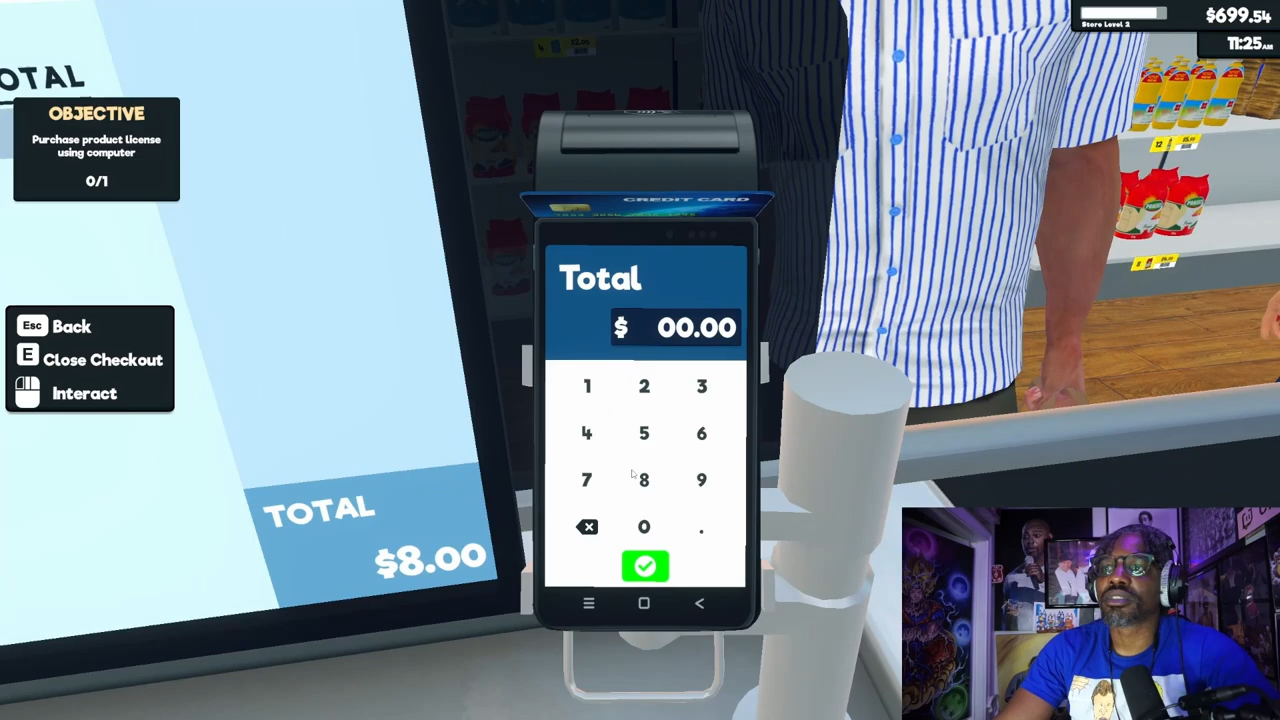 $699.54
Store Level 2
11:25AM
OTAL
OBJECTIVE
Purchase product license
using computer
0/1
Esc Back
E Close Checkout
Interact
CREDIT CARD
Total
$ 00.00
1 2 3
4 5 6
7 8 9
0 .
TOTAL
$8.00